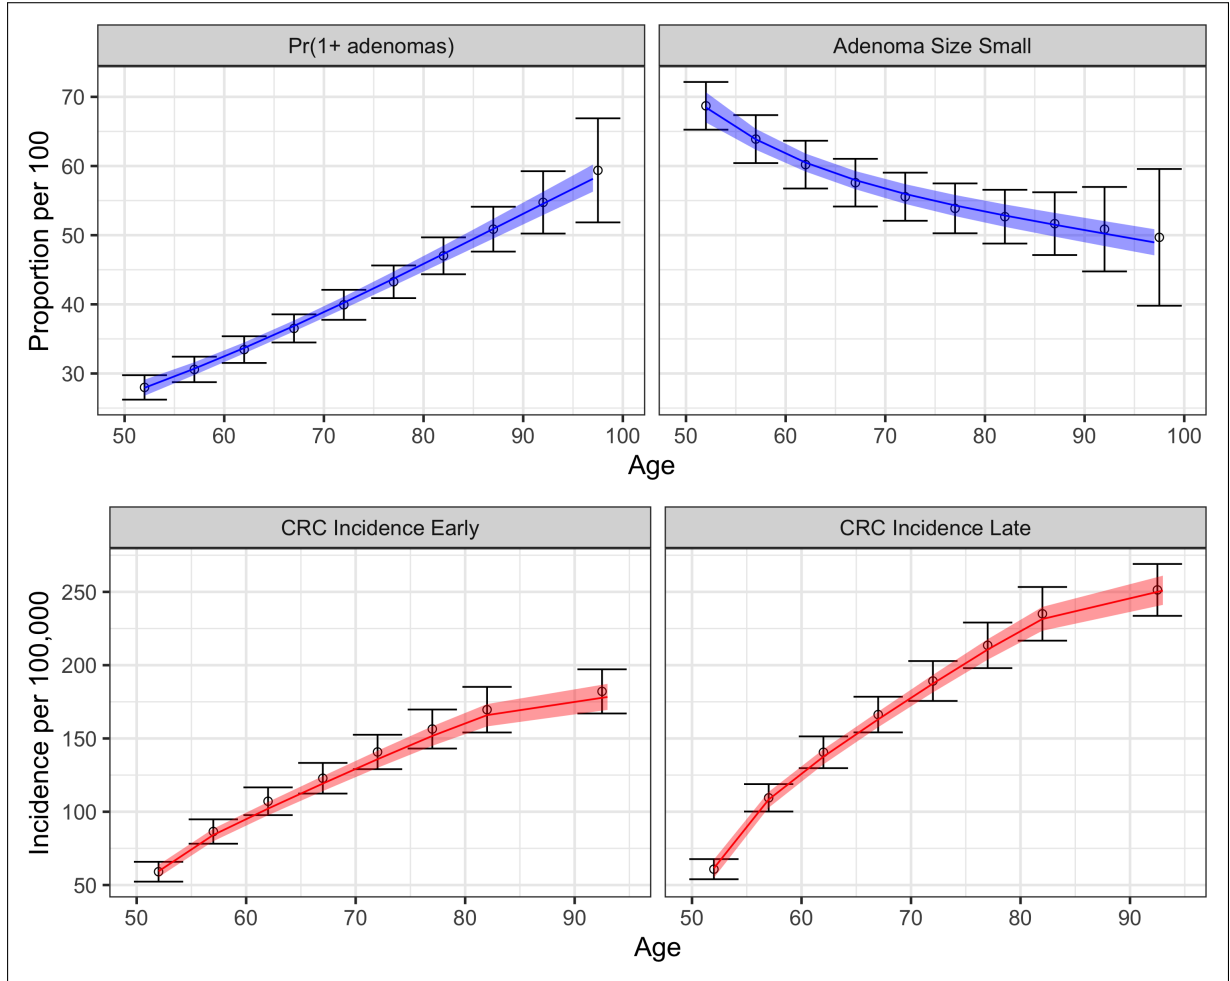 Pr(1+ adenomas)
Adenoma Size Small
Proportion per 100
70
60
50
40
30
50 60 70 80 90 100
50 60 70 80 90 100
Age
CRC Incidence Early
CRC Incidence Late
Incidence per 100,000
250
200
150
100
50
50 60 70 80 90
50 60 70 80 90
Age